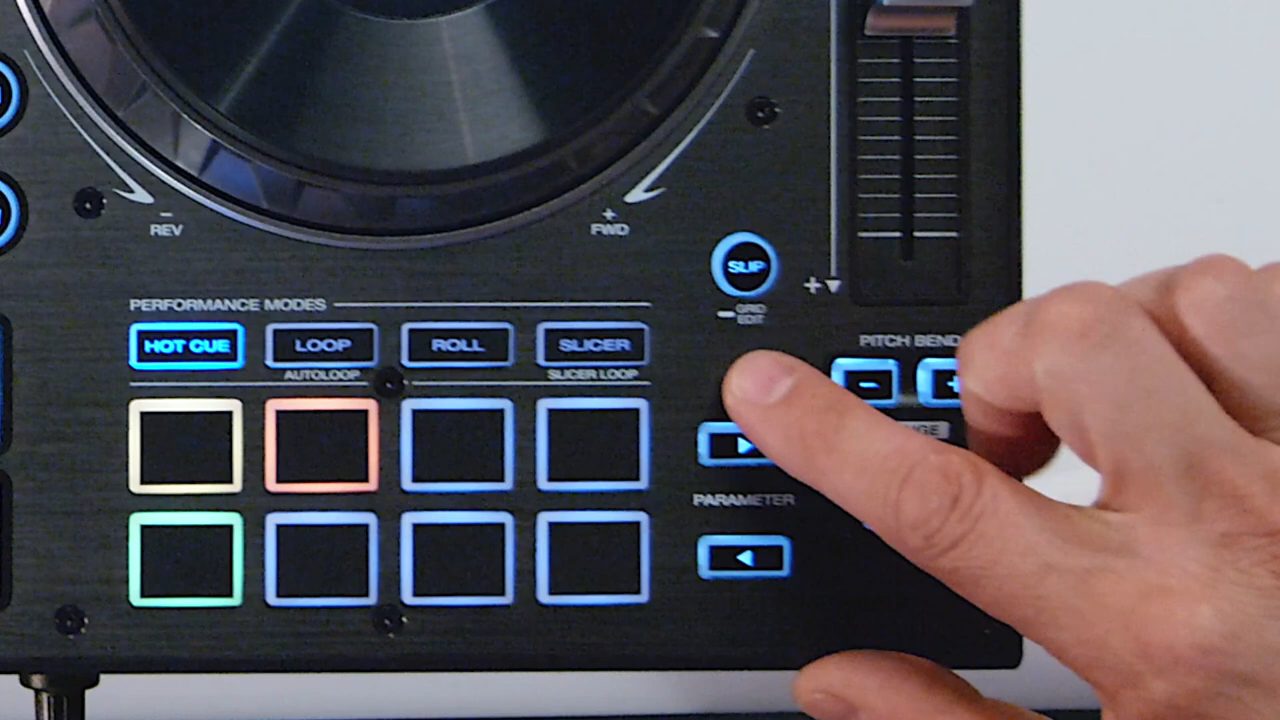 − REV
+ FWD
SLIP
GRID
EDIT
+
PERFORMANCE MODES
HOT CUE
LOOP
ROLL
SLICER
AUTOLOOP
SLICER LOOP
PITCH BEND
−
+
PARAMETER